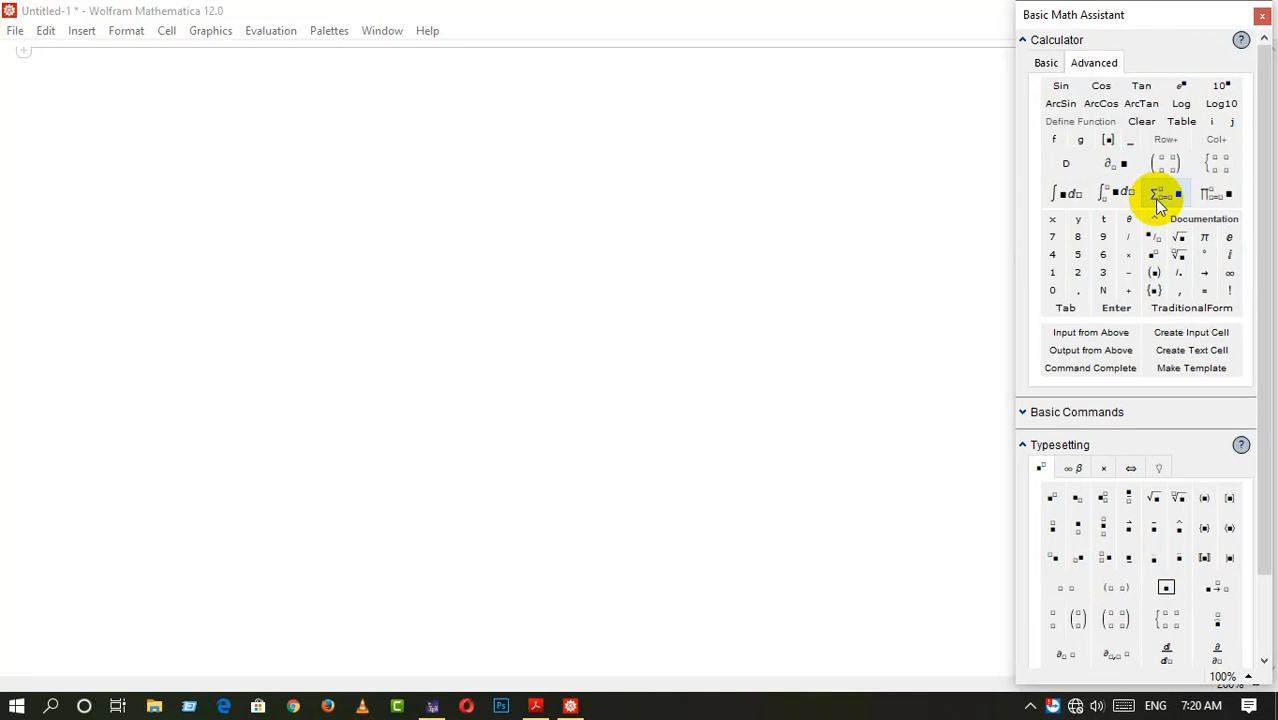 Untitled-1 * - Wolfram Mathematica 12.0
File Edit Insert Format Cell Graphics Evaluation Palettes Window Help
Basic Math Assistant x
Calculator ?
Basic Advanced
Sin Cos Tan e■ 10■
ArcSin ArcCos ArcTan Log Log10
Define Function Clear Table i j
f g [■] _ Row+ Col+
D ∂□ ■
∫■d□ ∫■d□ ∑□=□ ■ ∏□=□ ■
x y t θ ^ Documentation
7 8 9 / ■/□ √■ π e
4 5 6 × ■□ □√■ ° i
1 2 3 − (■) /. → ∞
0 . N + {■} , = !
Tab Enter TraditionalForm
Input from Above Create Input Cell
Output from Above Create Text Cell
Command Complete Make Template
Basic Commands
Typesetting ?
■□ ∞ β × ⇔
100%
200%
Ps
ENG 7:20 AM